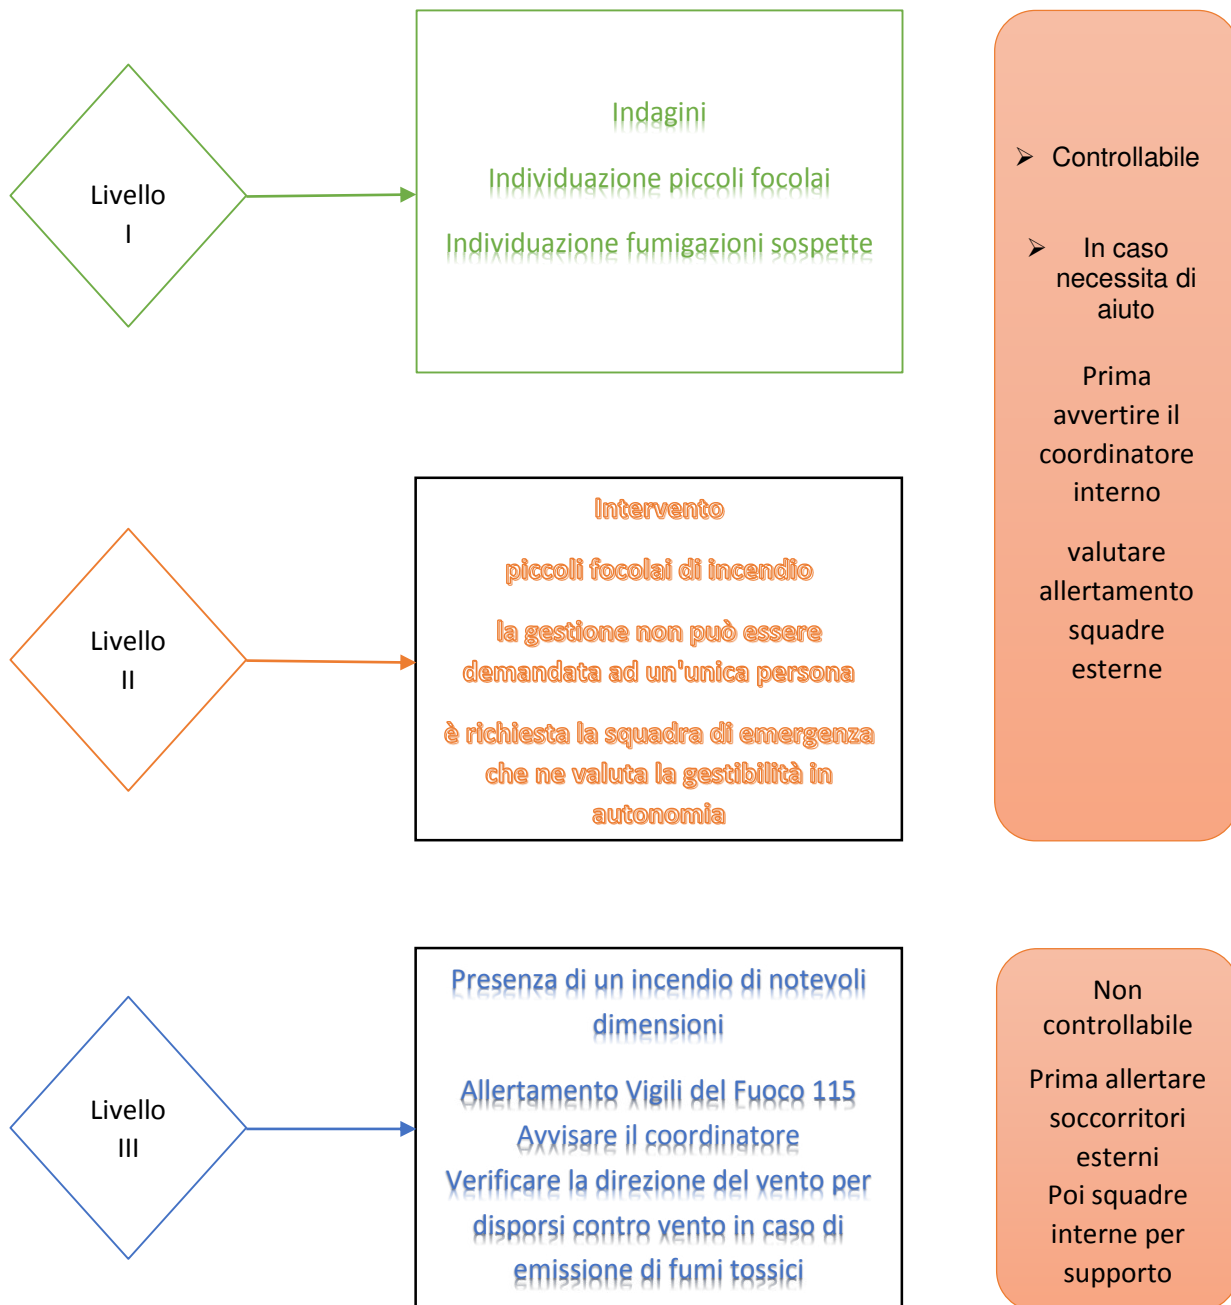 Livello
I
Indagini
Individuazione piccoli focolai
Individuazione fumigazioni sospette
➢ Controllabile
➢ In caso
necessita di
aiuto
Prima
avvertire il
coordinatore
interno
valutare
allertamento
squadre
esterne
Livello
II
Intervento
piccoli focolai di incendio
la gestione non può essere
demandata ad un'unica persona
è richiesta la squadra di emergenza
che ne valuta la gestibilità in
autonomia
Livello
III
Presenza di un incendio di notevoli
dimensioni
Allertamento Vigili del Fuoco 115
Avvisare il coordinatore
Verificare la direzione del vento per
disporsi contro vento in caso di
emissione di fumi tossici
Non
controllabile
Prima allertare
soccorritori
esterni
Poi squadre
interne per
supporto